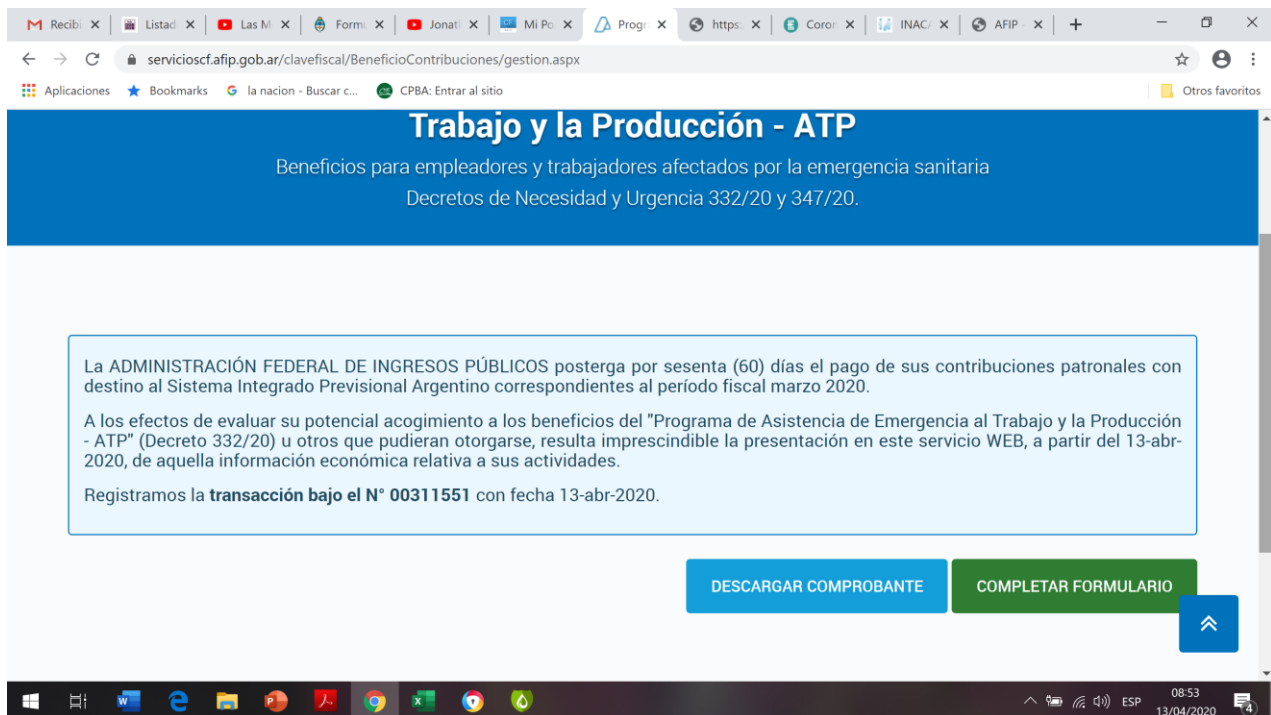 Recibi
Listad
Las M
Formu
Jonath
Mi Po
Progr
https:
Coron
INAC/
AFIP -
servicioscf.afip.gob.ar/clavefiscal/BeneficioContribuciones/gestion.aspx
Aplicaciones Bookmarks la nacion - Buscar c... CPBA: Entrar al sitio Otros favoritos
Trabajo y la Producción - ATP
Beneficios para empleadores y trabajadores afectados por la emergencia sanitaria
Decretos de Necesidad y Urgencia 332/20 y 347/20.
La ADMINISTRACIÓN FEDERAL DE INGRESOS PÚBLICOS posterga por sesenta (60) días el pago de sus contribuciones patronales con
destino al Sistema Integrado Previsional Argentino correspondientes al período fiscal marzo 2020.
A los efectos de evaluar su potencial acogimiento a los beneficios del "Programa de Asistencia de Emergencia al Trabajo y la Producción
- ATP" (Decreto 332/20) u otros que pudieran otorgarse, resulta imprescindible la presentación en este servicio WEB, a partir del 13-abr-
2020, de aquella información económica relativa a sus actividades.
Registramos la transacción bajo el N° 00311551 con fecha 13-abr-2020.
DESCARGAR COMPROBANTE COMPLETAR FORMULARIO
ESP
08:53
13/04/2020
4